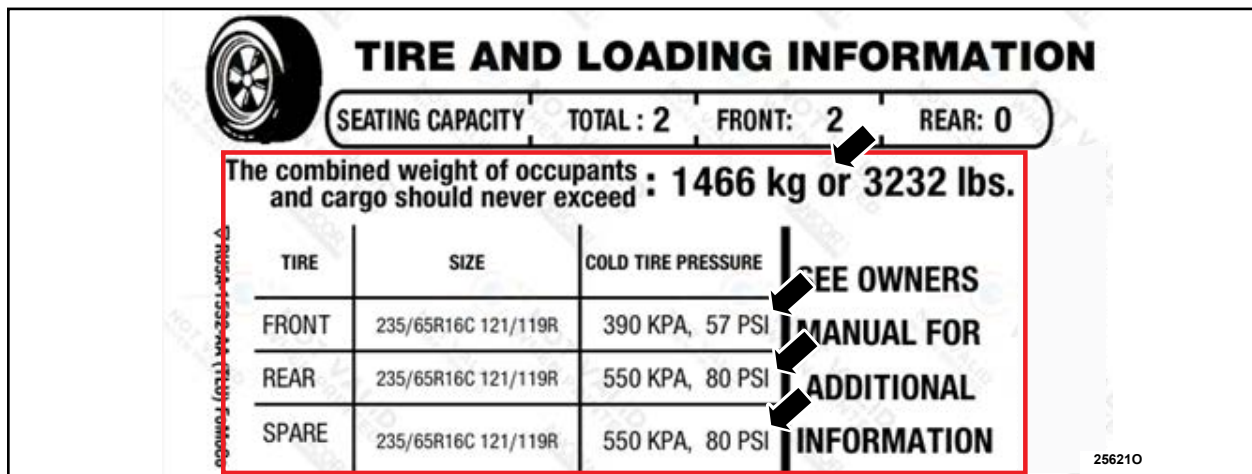 TIRE AND LOADING INFORMATION
SEATING CAPACITY TOTAL : 2 FRONT: 2 REAR: 0
The combined weight of occupants
and cargo should never exceed : 1466 kg or 3232 lbs.
TIRE SIZE COLD TIRE PRESSURE
SEE OWNERS
FRONT 235/65R16C 121/119R 390 KPA, 57 PSI
MANUAL FOR
REAR 235/65R16C 121/119R 550 KPA, 80 PSI
ADDITIONAL
SPARE 235/65R16C 121/119R 550 KPA, 80 PSI
INFORMATION
25621O